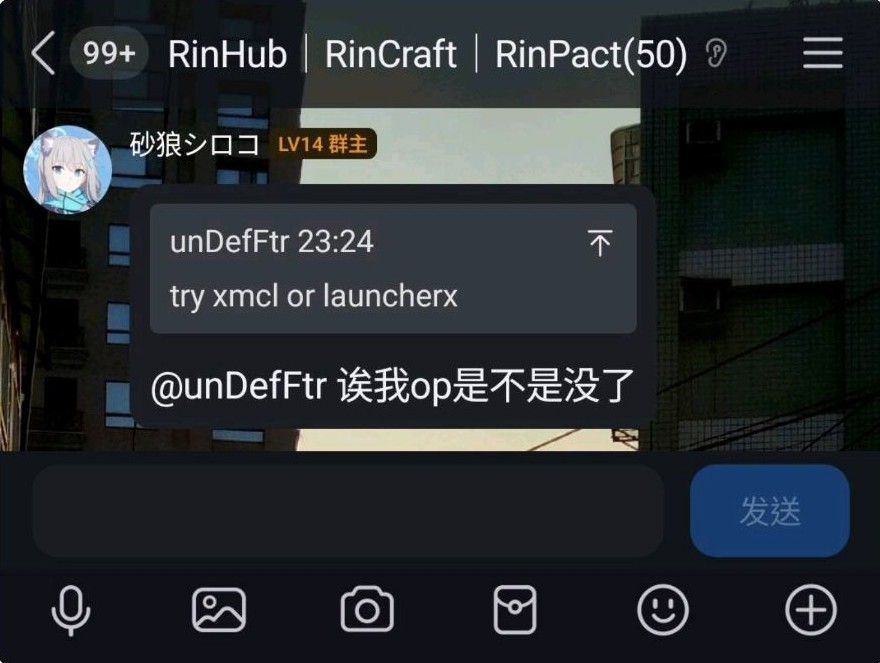 99+ RinHub｜RinCraft｜RinPact(50)
砂狼シロコ LV14 群主
unDefFtr 23:24
try xmcl or launcherx
@unDefFtr 诶我op是不是没了
发送